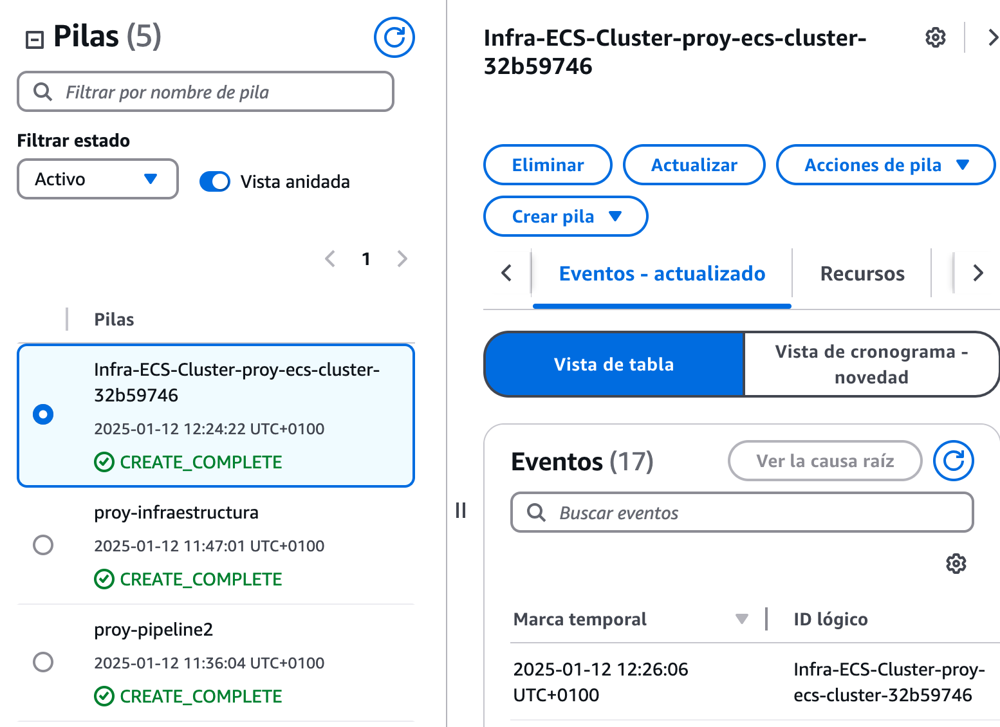 Pilas (5)
Filtrar por nombre de pila
Filtrar estado
Activo
Vista anidada
1
Pilas
Infra-ECS-Cluster-proy-ecs-cluster-
32b59746
2025-01-12 12:24:22 UTC+0100
CREATE_COMPLETE
proy-infraestructura
2025-01-12 11:47:01 UTC+0100
CREATE_COMPLETE
proy-pipeline2
2025-01-12 11:36:04 UTC+0100
CREATE_COMPLETE
Infra-ECS-Cluster-proy-ecs-cluster-
32b59746
Eliminar
Actualizar
Acciones de pila
Crear pila
Eventos - actualizado
Recursos
Vista de tabla
Vista de cronograma -
novedad
Eventos (17)
Ver la causa raíz
Buscar eventos
Marca temporal
ID lógico
2025-01-12 12:26:06
UTC+0100
Infra-ECS-Cluster-proy-
ecs-cluster-32b59746